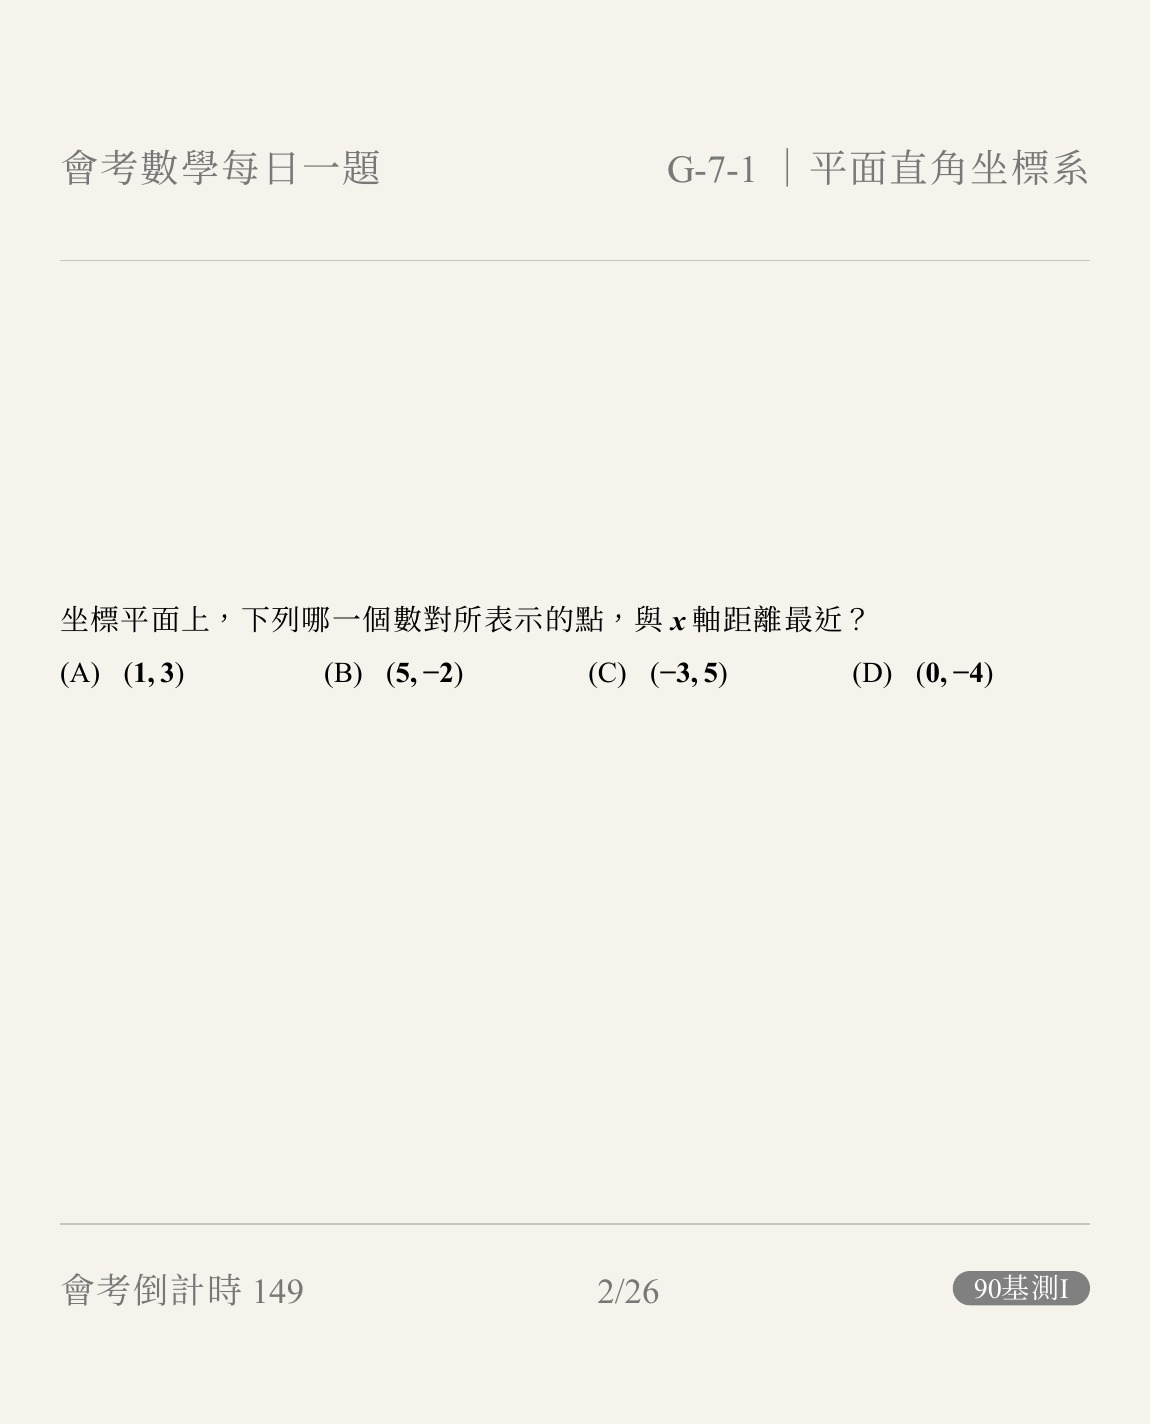 會考數學每日一題
G-7-1 │ 平面直角坐標系
坐標平面上，下列哪一個數對所表示的點，與 x 軸距離最近？
(A) (1, 3) (B) (5, −2) (C) (−3, 5) (D) (0, −4)
會考倒計時 149
2/26
90基測I